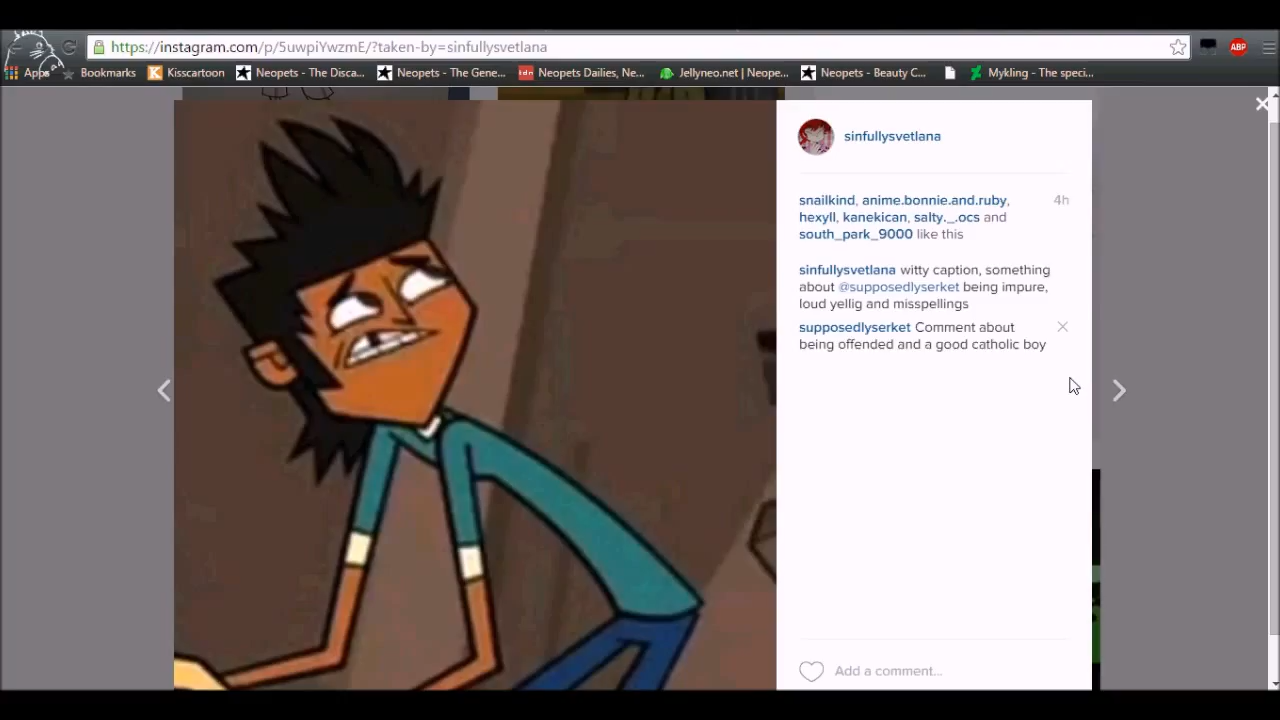 https://instagram.com/p/5uwpiYwzmE/?taken-by=sinfullysvetlana
ABP
Apps Bookmarks Kisscartoon Neopets - The Disca... Neopets - The Gene... tdn Neopets Dailies, Ne... Jellyneo.net | Neope... Neopets - Beauty C... Mykling - The speci...
sinfullysvetlana
snailkind, anime.bonnie.and.ruby, 4h
hexyll, kanekican, salty._.ocs and
south_park_9000 like this
sinfullysvetlana witty caption, something
about @supposedlyserket being impure,
loud yellig and misspellings
supposedlyserket Comment about
being offended and a good catholic boy
Add a comment...